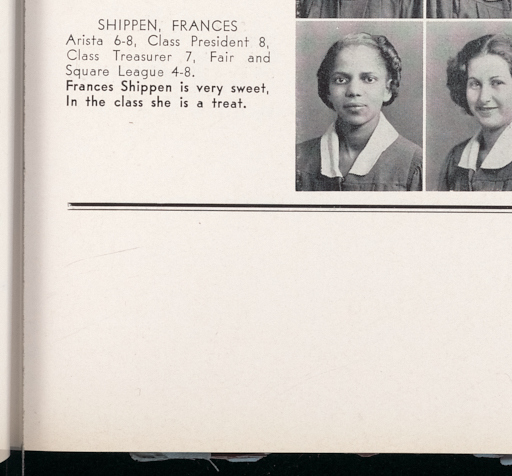 SHIPPEN, FRANCES
Arista 6-8, Class President 8,
Class Treasurer 7, Fair and
Square League 4-8.
Frances Shippen is very sweet,
In the class she is a treat.